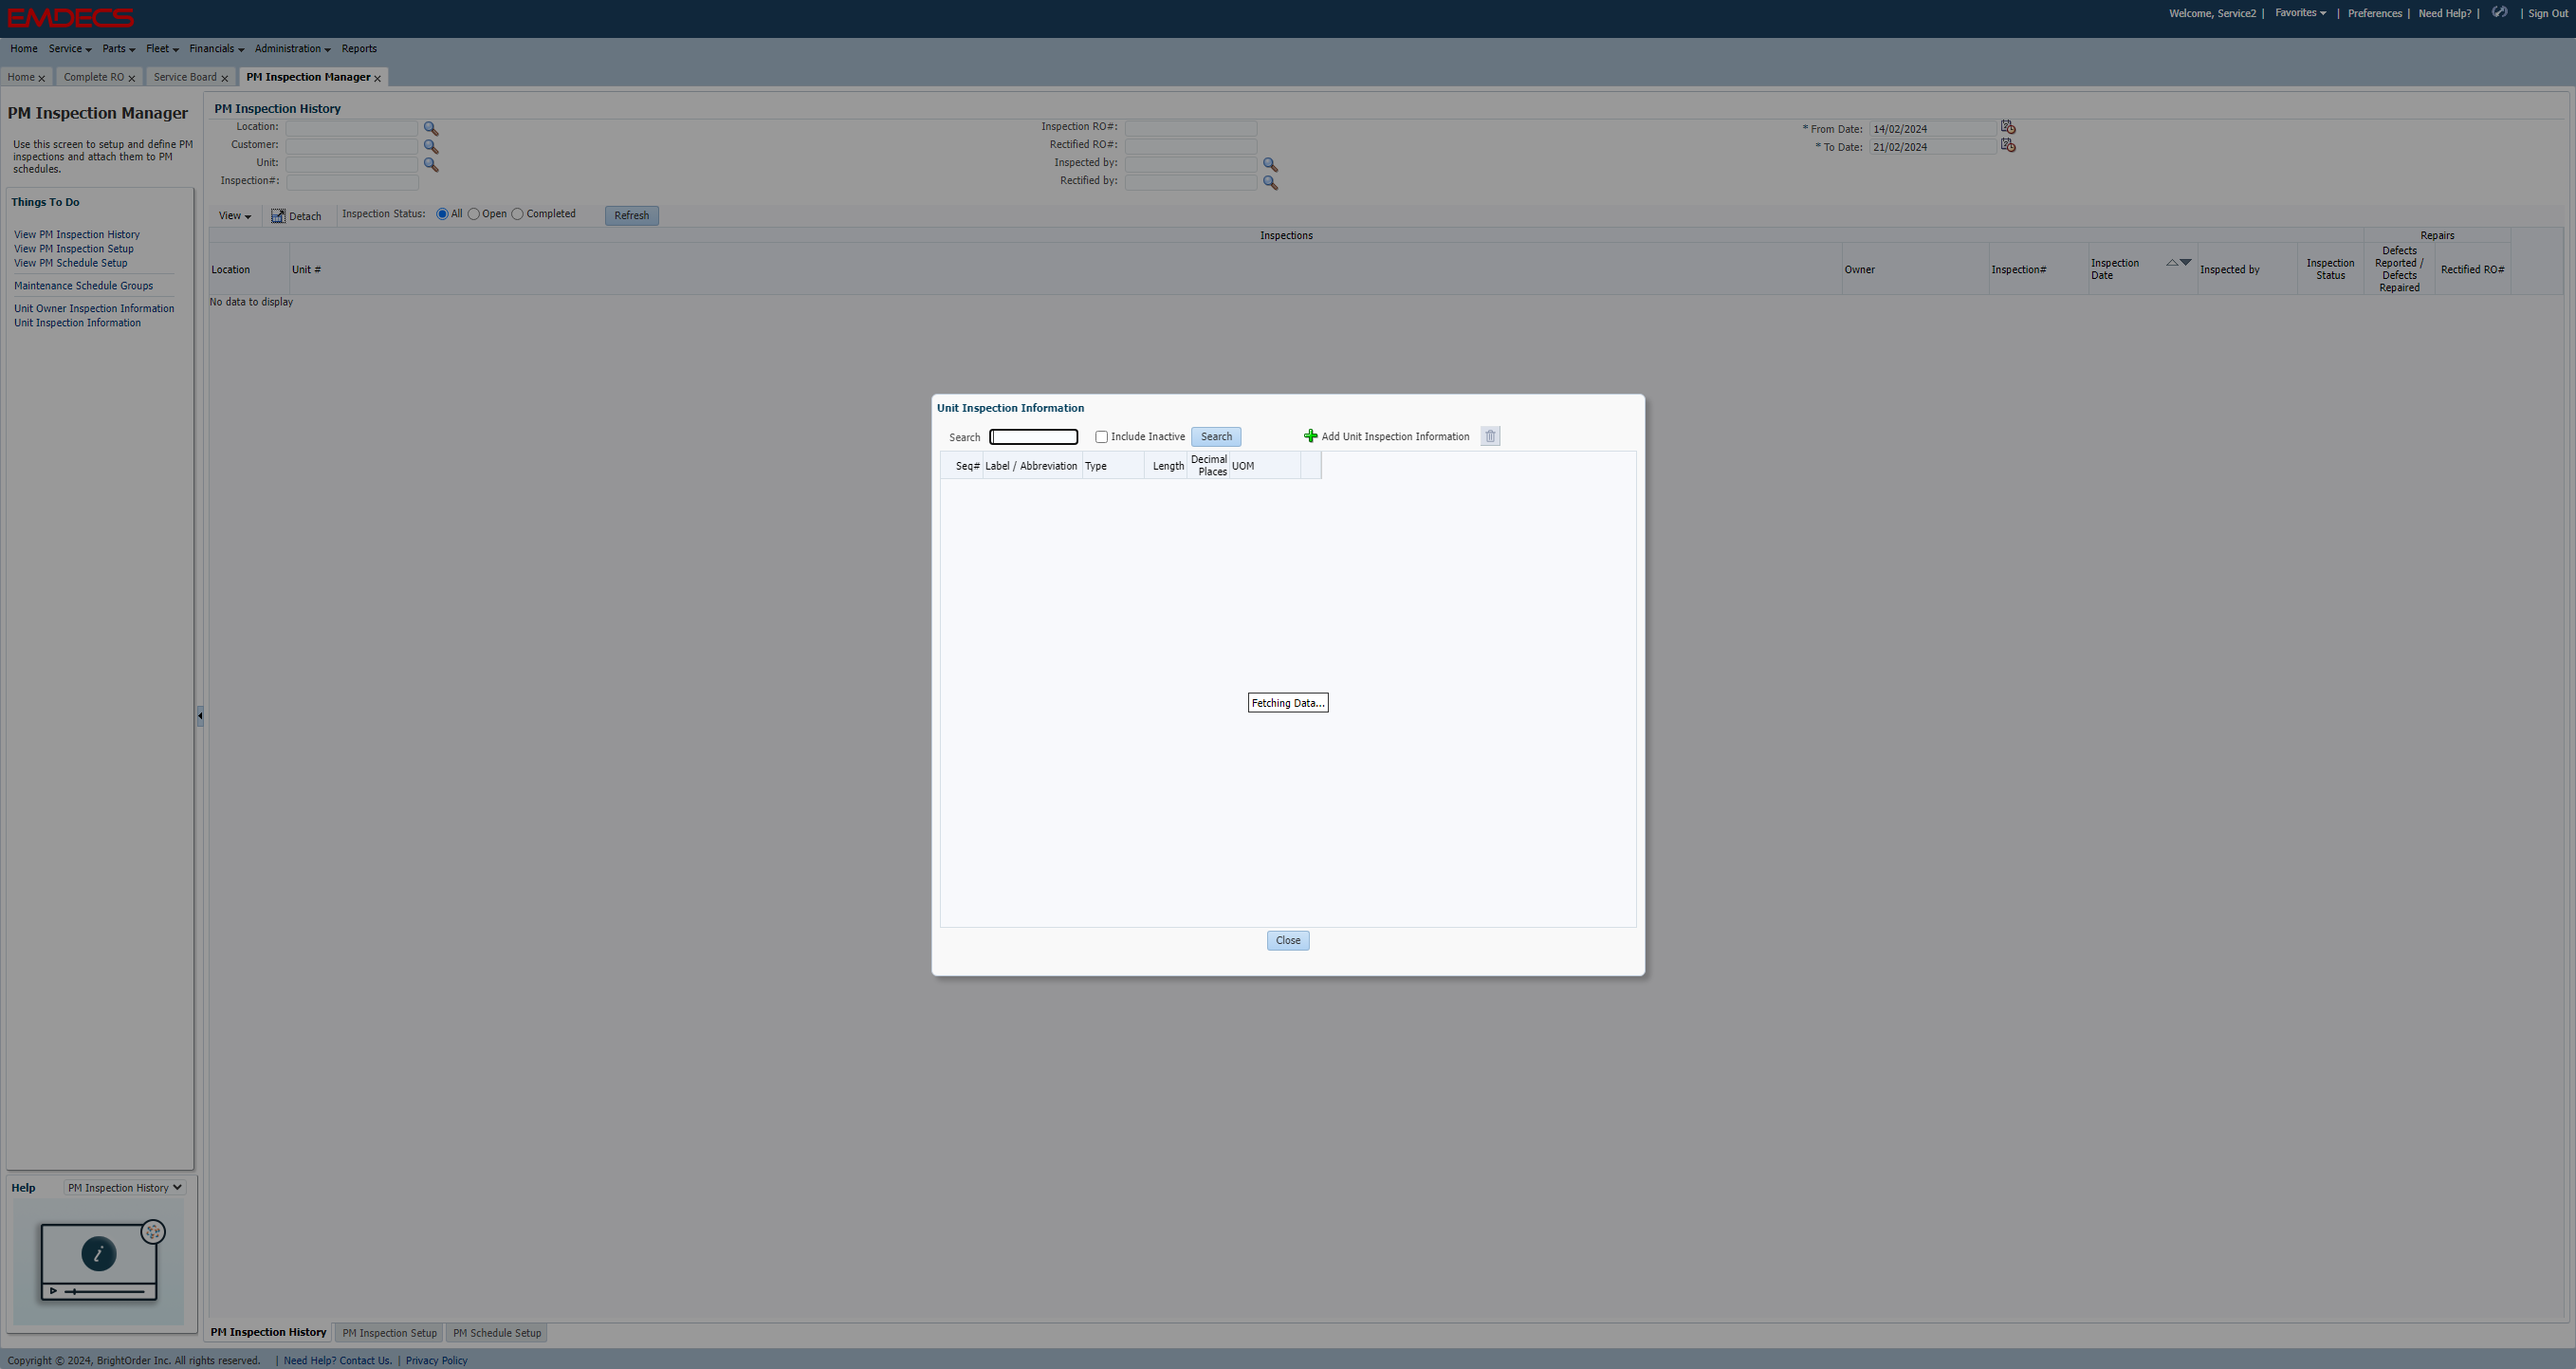 EMDECS
Welcome, Service2 | Favorites | Preferences | Need Help? | | Sign Out
Home Service Parts Fleet Financials Administration Reports
Home Complete RO Service Board PM Inspection Manager
PM Inspection Manager
Use this screen to setup and define PM
inspections and attach them to PM
schedules.
Things To Do
View PM Inspection History
View PM Inspection Setup
View PM Schedule Setup
Maintenance Schedule Groups
Unit Owner Inspection Information
Unit Inspection Information
PM Inspection History
Location: Inspection RO#: * From Date: 14/02/2024
Customer: Rectified RO#: * To Date: 21/02/2024
Unit: Inspected by:
Inspection#: Rectified by:
View Detach Inspection Status: All Open Completed Refresh
Inspections Repairs
Location Unit # Owner Inspection# Inspection Date Inspected by Inspection Status Defects Reported / Defects Repaired Rectified RO#
No data to display
Unit Inspection Information
Search Include Inactive Search Add Unit Inspection Information
Seq# Label / Abbreviation Type Length Decimal Places UOM
Fetching Data...
Close
Help PM Inspection History
i
PM Inspection History PM Inspection Setup PM Schedule Setup
Copyright © 2024, BrightOrder Inc. All rights reserved. | Need Help? Contact Us. | Privacy Policy